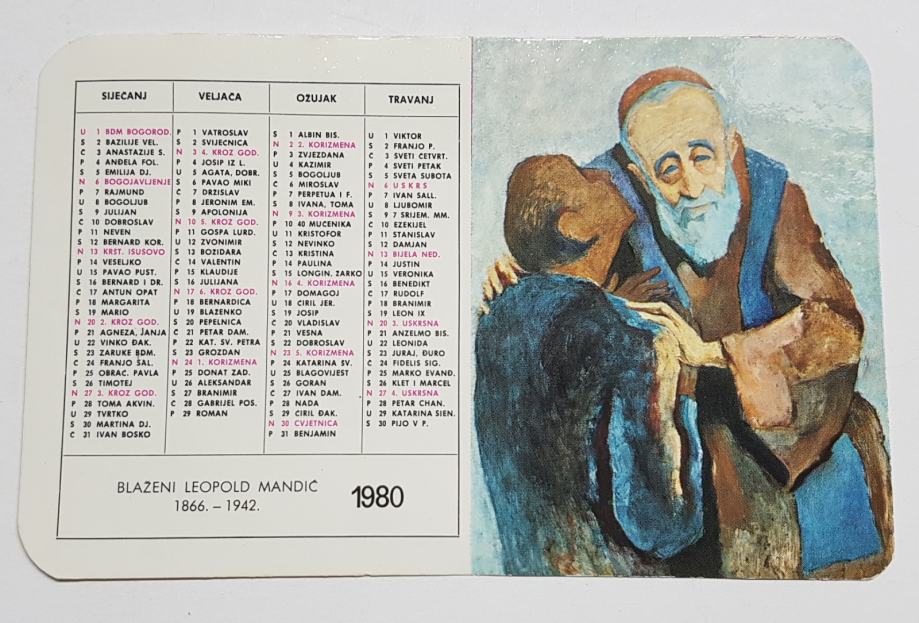 SIJEČANJ
U 1 BDM BOGOROD.
S 2 BAZILIJE VEL.
Č 3 ANASTAZIJE S.
P 4 ANĐELA FOL.
S 5 EMILIJA DJ.
N 6 BOGOJAVLJENJE
P 7 RAJMUND
U 8 BOGOLJUB
S 9 JULIJAN
Č 10 DOBROSLAV
P 11 NEVEN
S 12 BERNARD KOR.
N 13 KRST. ISUSOVO
P 14 VESELJKO
U 15 PAVAO PUST.
S 16 BERNARD I DR.
Č 17 ANTUN OPAT
P 18 MARGARITA
S 19 MARIO
N 20 2. KROZ GOD.
P 21 AGNEZA, JANJA
U 22 VINKO ĐAK.
S 23 ZARUKE BDM.
Č 24 FRANJO ŠAL.
P 25 OBRAĆ. PAVLA
S 26 TIMOTEJ
N 27 3. KROZ GOD.
P 28 TOMA AKVIN.
U 29 TVRTKO
S 30 MARTINA DJ.
Č 31 IVAN BOSKO
VELJAČA
P 1 VATROSLAV
S 2 SVIJEĆNICA
N 3 4. KROZ GOD.
P 4 JOSIP IZ L.
U 5 AGATA, DOBR.
S 6 PAVAO MIKI
Č 7 DRŽISLAV
P 8 JERONIM EM.
S 9 APOLONIJA
N 10 5. KROZ GOD.
P 11 GOSPA LURD.
U 12 ZVONIMIR
S 13 BOŽIDARA
Č 14 VALENTIN
P 15 KLAUDIJE
S 16 JULIJANA
N 17 6. KROZ GOD.
P 18 BERNARDICA
U 19 BLAŽENKO
S 20 PEPELNICA
Č 21 PETAR DAM.
P 22 KAT. SV. PETRA
S 23 GROZDAN
N 24 1. KORIZMENA
P 25 DONAT ZAD.
U 26 ALEKSANDAR
S 27 BRANIMIR
Č 28 GABRIJEL POS.
P 29 ROMAN
OŽUJAK
S 1 ALBIN BIS.
N 2 2. KORIZMENA
P 3 ZVJEZDANA
U 4 KAZIMIR
S 5 BOGOLJUB
Č 6 MIROSLAV
P 7 PERPETUA I F.
S 8 IVANA, TOMA
N 9 3. KORIZMENA
P 10 40 MUČENIKA
U 11 KRISTOFOR
S 12 NEVINKO
Č 13 KRISTINA
P 14 PAULINA
S 15 LONGIN, ŽARKO
N 16 4. KORIZMENA
P 17 DOMAGOJ
U 18 CIRIL JER.
S 19 JOSIP
Č 20 VLADISLAV
P 21 VESNA
S 22 DOBROSLAV
N 23 5. KORIZMENA
P 24 KATARINA SV.
U 25 BLAGOVIJEST
S 26 GORAN
Č 27 IVAN DAM.
P 28 NADA
S 29 CIRIL ĐAK.
N 30 CVJETNICA
P 31 BENJAMIN
TRAVANJ
U 1 VIKTOR
S 2 FRANJO P.
Č 3 SVETI ČETVRT.
P 4 SVETI PETAK
S 5 SVETA SUBOTA
N 6 USKRS
P 7 IVAN SALL.
U 8 LJUBOMIR
S 9 7 SRIJEM. MM.
Č 10 EZEKIJEL
P 11 STANISLAV
S 12 DAMJAN
N 13 BIJELA NED.
P 14 JUSTIN
U 15 VERONIKA
S 16 BENEDIKT
Č 17 RUDOLF
P 18 BRANIMIR
S 19 LEON IX
N 20 3. USKRSNA
P 21 ANZELMO BIS.
U 22 LEONIDA
S 23 JURAJ, ĐURO
Č 24 FIDELIS SIG.
P 25 MARKO EVANĐ.
S 26 KLET I MARCEL
N 27 4. USKRSNA
P 28 PETAR CHAN.
U 29 KATARINA SIEN.
S 30 PIJO V P.
BLAŽENI LEOPOLD MANDIĆ
1866. – 1942.
1980